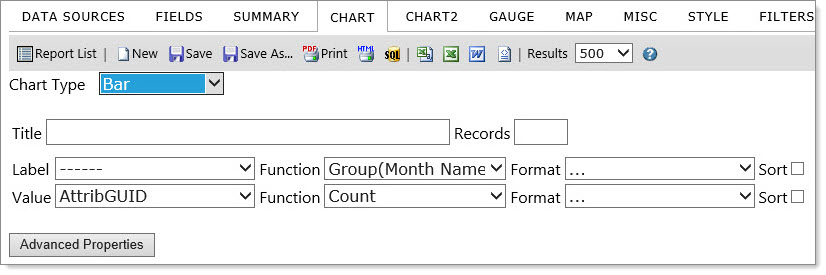 DATA SOURCES FIELDS SUMMARY CHART CHART2 GAUGE MAP MISC STYLE FILTERS
Report List New Save Save As... PDF Print HTML SQL Results 500 ?
Chart Type Bar
Title Records
Label ------ Function Group(Month Name Format ... Sort
Value AttribGUID Function Count Format ... Sort
Advanced Properties